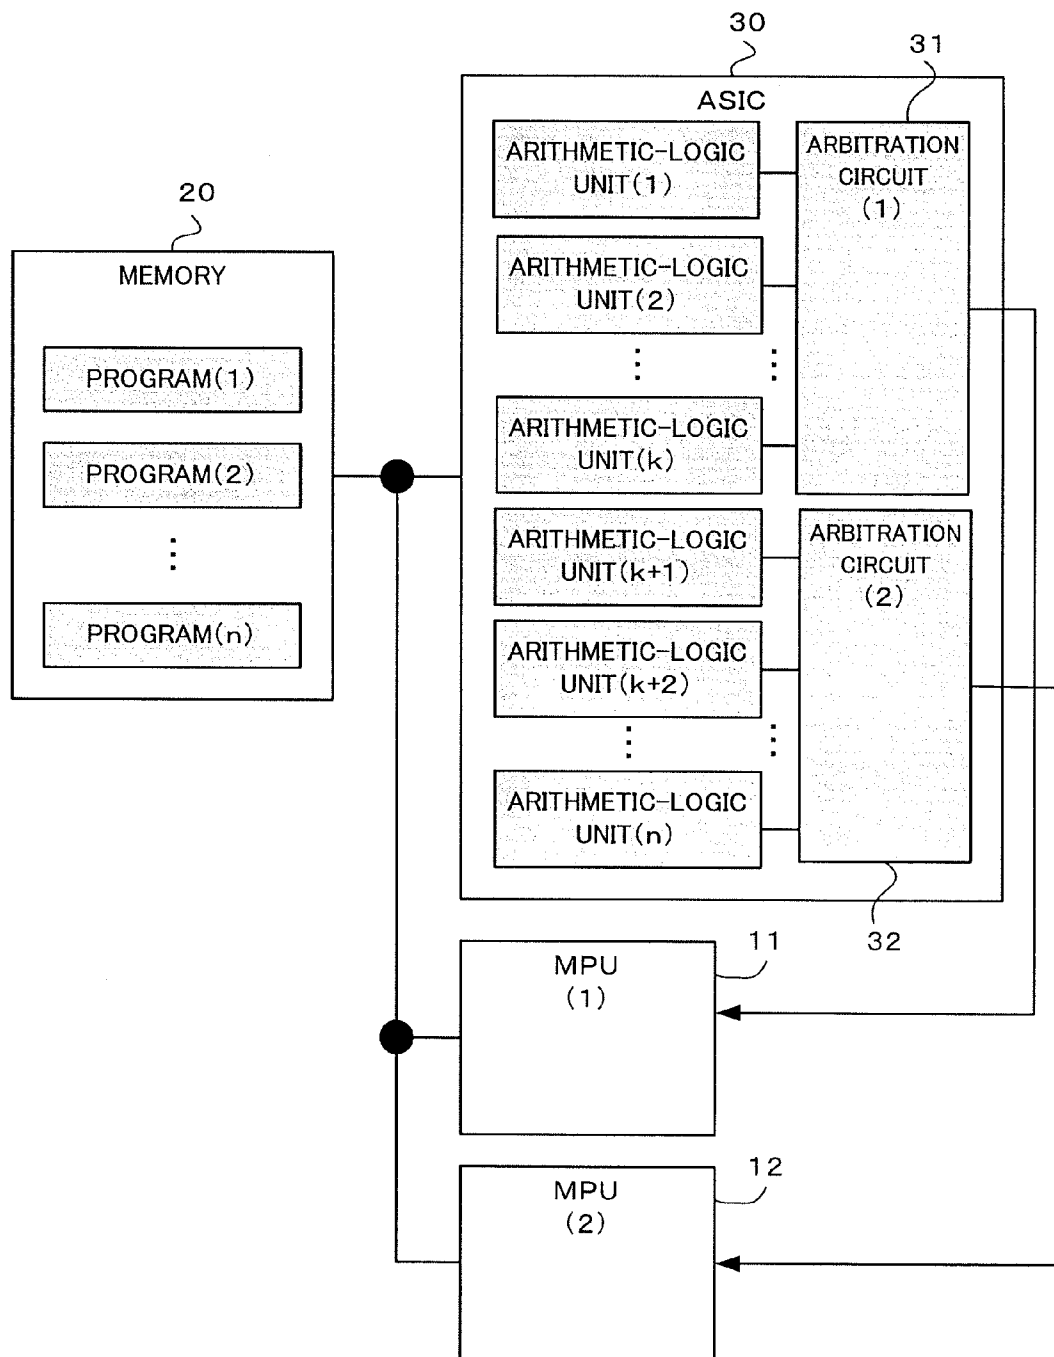 30
31
ASIC
ARITHMETIC-LOGIC
UNIT(1)
ARBITRATION
CIRCUIT
(1)
20
MEMORY
ARITHMETIC-LOGIC
UNIT(2)
⋮
⋮
PROGRAM(1)
ARITHMETIC-LOGIC
UNIT(k)
PROGRAM(2)
⋮
PROGRAM(n)
ARITHMETIC-LOGIC
UNIT(k+1)
ARBITRATION
CIRCUIT
(2)
ARITHMETIC-LOGIC
UNIT(k+2)
⋮
⋮
ARITHMETIC-LOGIC
UNIT(n)
32
MPU
(1)
11
MPU
(2)
12